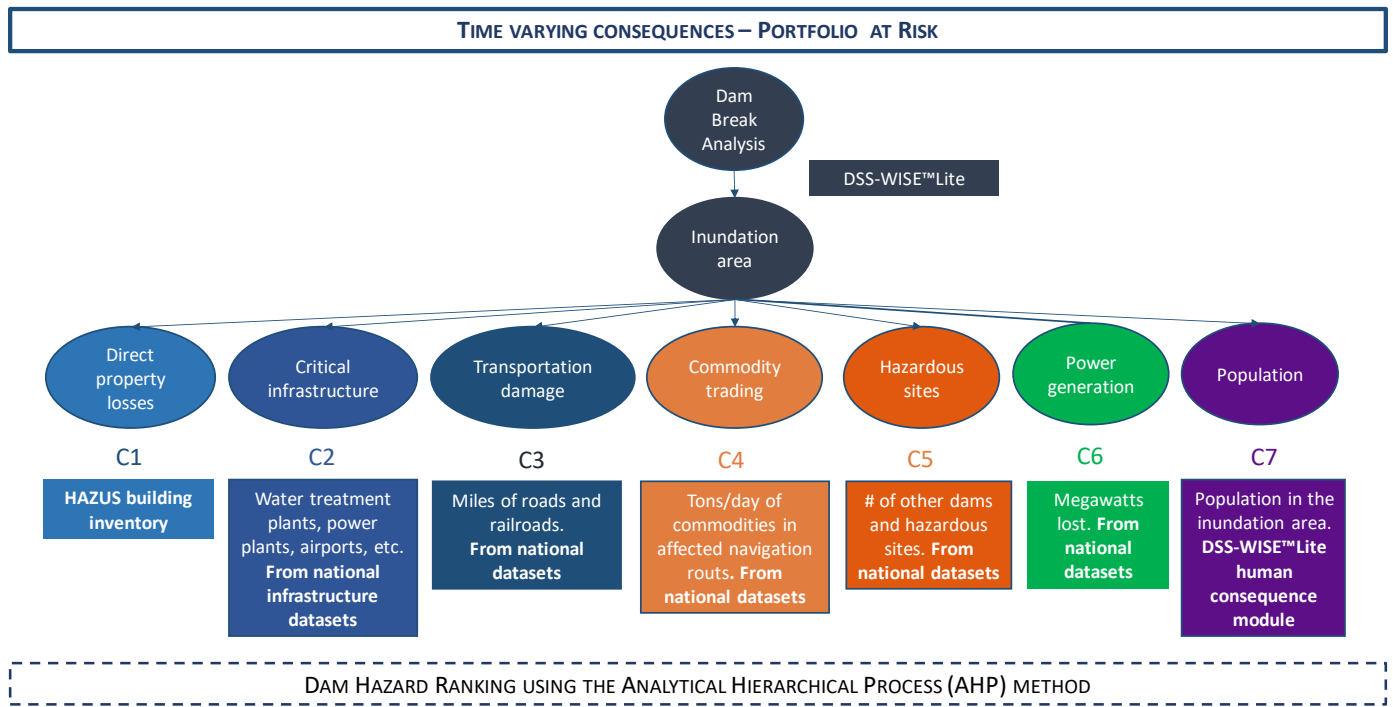 TIME VARYING CONSEQUENCES – PORTFOLIO AT RISK
Dam
Break
Analysis
DSS-WISE™Lite
Inundation
area
Direct
property
losses
Critical
infrastructure
Transportation
damage
Commodity
trading
Hazardous
sites
Power
generation
Population
C1
C2
C3
C4
C5
C6
C7
HAZUS building
inventory
Water treatment
plants, power
plants, airports, etc.
From national
infrastructure
datasets
Miles of roads and
railroads.
From national
datasets
Tons/day of
commodities in
affected navigation
routs. From
national datasets
# of other dams
and hazardous
sites. From
national datasets
Megawatts
lost. From
national
datasets
Population in the
inundation area.
DSS-WISE™Lite
human
consequence
module
DAM HAZARD RANKING USING THE ANALYTICAL HIERARCHICAL PROCESS (AHP) METHOD